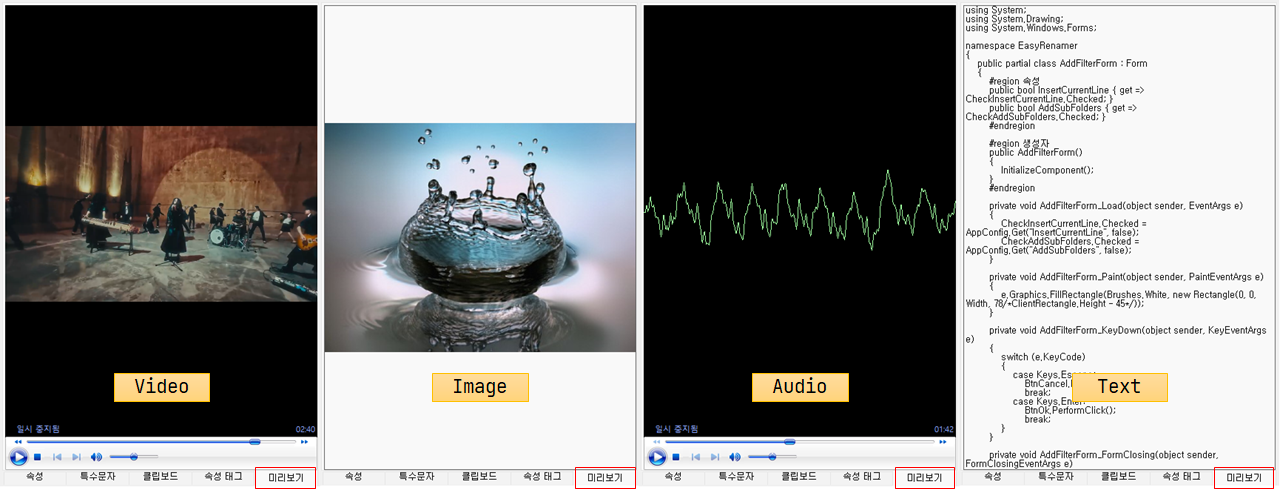 Video
일시 중지됨
02:40
속성
특수문자
클립보드
속성 태그
미리보기
Image
속성
특수문자
클립보드
속성 태그
미리보기
Audio
일시 중지됨
01:42
속성
특수문자
클립보드
속성 태그
미리보기
using System;
using System.Drawing;
using System.Windows.Forms;
namespace EasyRenamer
{
public partial class AddFilterForm : Form
{
#region 속성
public bool InsertCurrentLine { get =>
CheckInsertCurrentLine.Checked; }
public bool AddSubFolders { get =>
CheckAddSubFolders.Checked; }
#endregion
#region 생성자
public AddFilterForm()
{
InitializeComponent();
}
#endregion
private void AddFilterForm_Load(object sender, EventArgs e)
{
CheckInsertCurrentLine.Checked =
AppConfig.Get("InsertCurrentLine", false);
CheckAddSubFolders.Checked =
AppConfig.Get("AddSubFolders", false);
}
private void AddFilterForm_Paint(object sender, PaintEventArgs e)
{
e.Graphics.FillRectangle(Brushes.White, new Rectangle(0, 0,
Width, 78/*ClientRectangle.Height - 45*/));
}
private void AddFilterForm_KeyDown(object sender, KeyEventArgs
e)
{
switch (e.KeyCode)
{
case
BtnCancel.
break;
case Keys.Enter:
BtnOk.PerformClick();
break;
}
}
private void AddFilterForm_FormClosing(object sender,
FormClosingEventArgs e)
Text
속성
특수문자
클립보드
속성 태그
미리보기